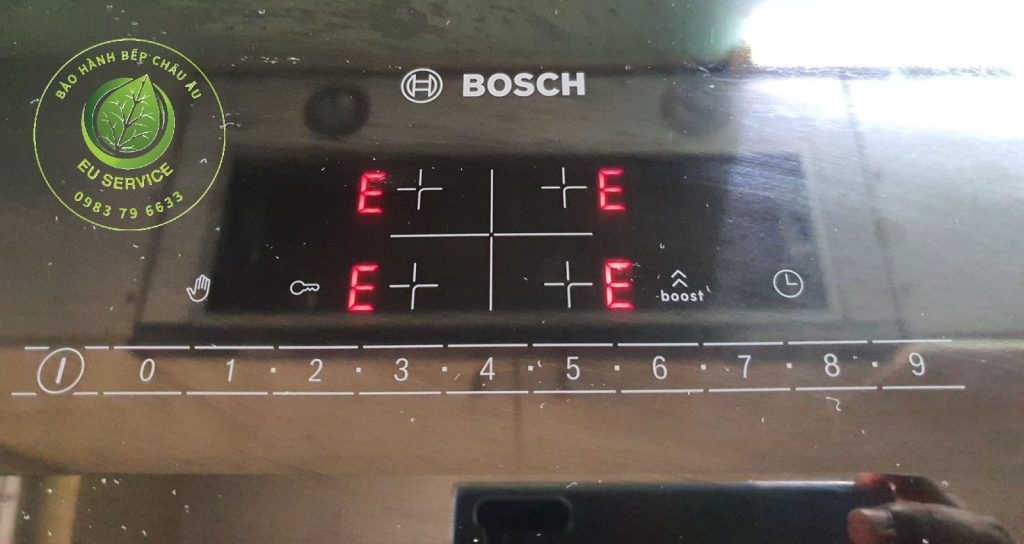 BẢO HÀNH BẾP CHÂU ÂU
EU SERVICE
0983 79 6633
BOSCH
E E
E E
boost
0 1 · 2 · 3 · 4 · 5 · 6 · 7 · 8 · 9